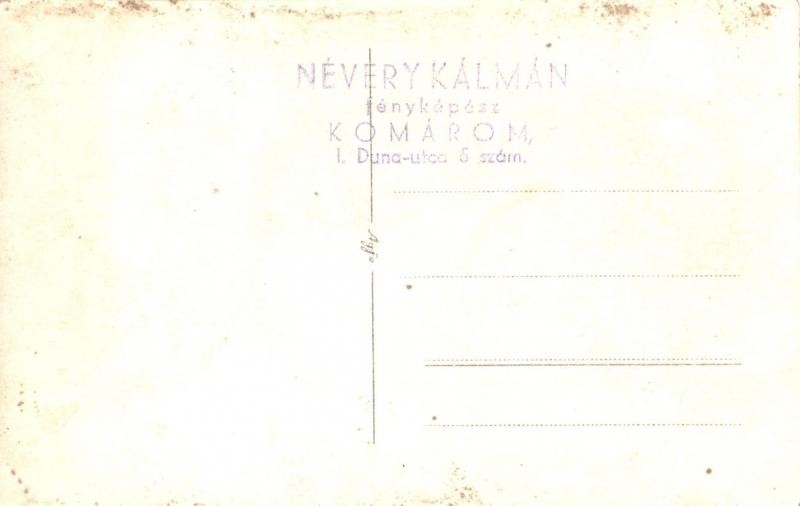 NÉVERY KÁLMÁN
fényképész
KOMÁROM,
I. Duna-utca 5 szám.
Agfa